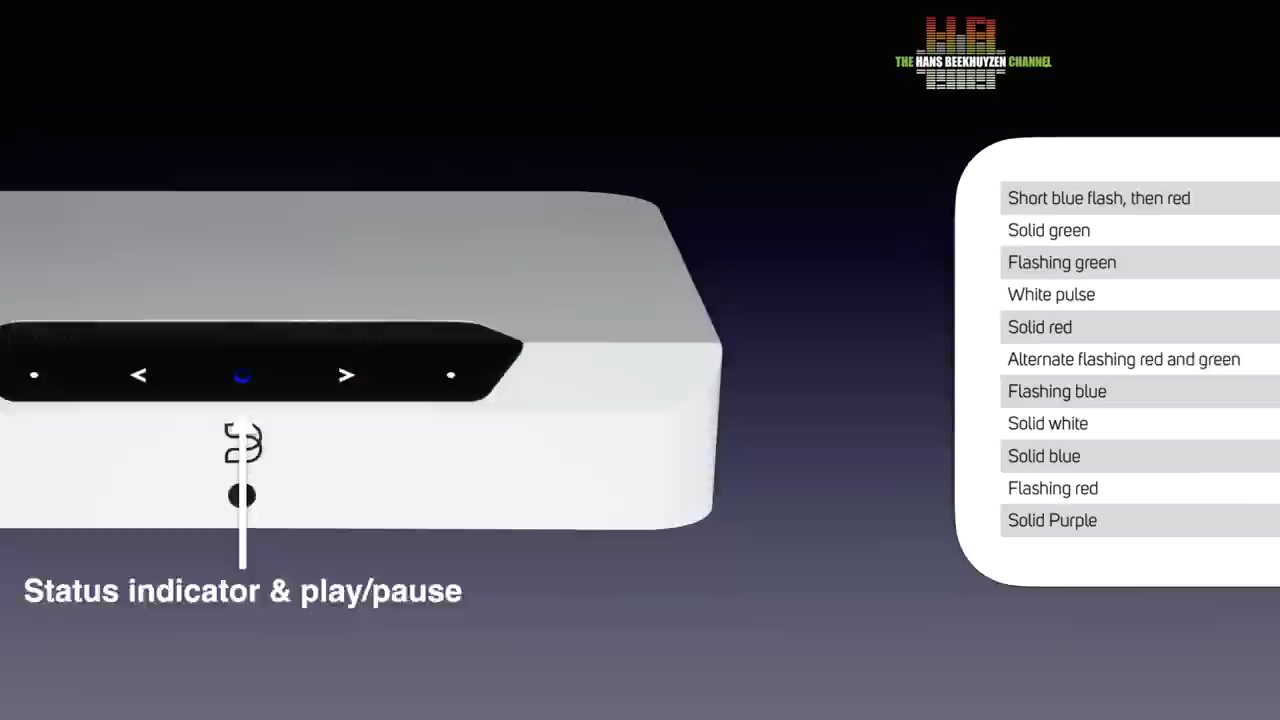 THE HANS BEEKHUYZEN CHANNEL
Short blue flash, then red
Solid green
Flashing green
White pulse
Solid red
Alternate flashing red and green
Flashing blue
Solid white
Solid blue
Flashing red
Solid Purple
Status indicator & play/pause